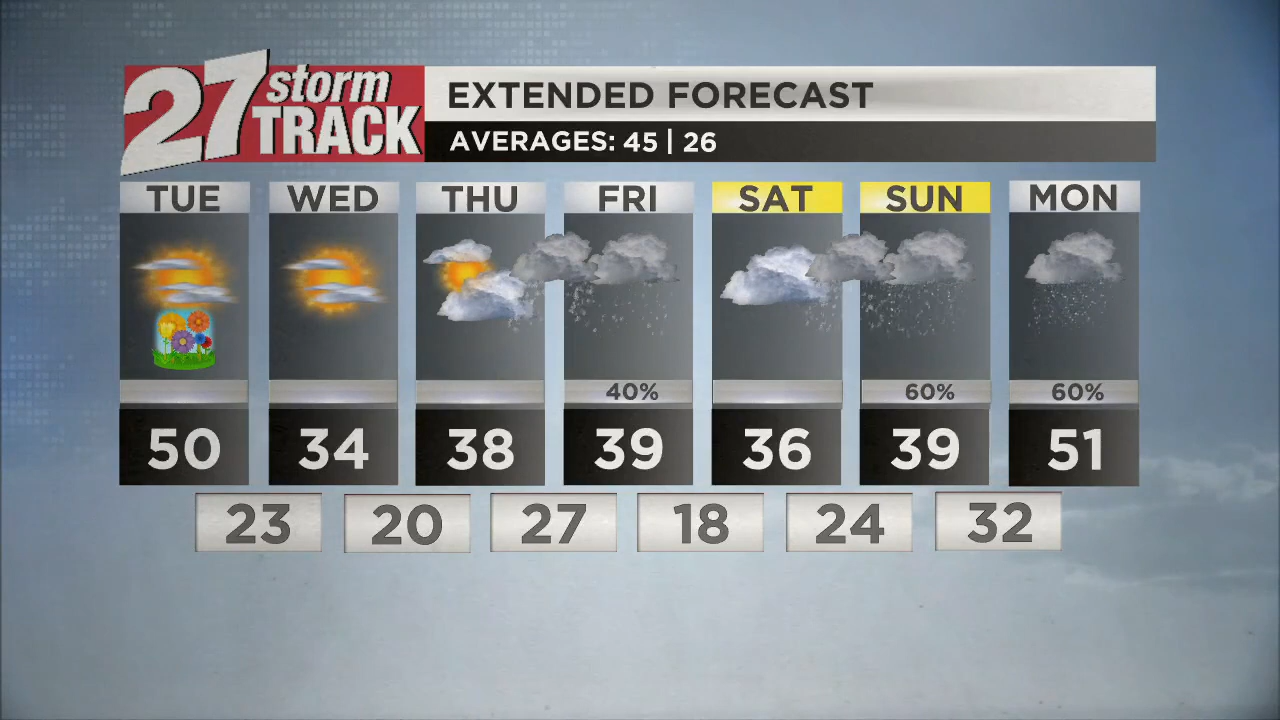 27 storm TRACK
EXTENDED FORECAST
AVERAGES: 45 | 26
TUE WED THU FRI SAT SUN MON
40% 60% 60%
50 34 38 39 36 39 51
23 20 27 18 24 32